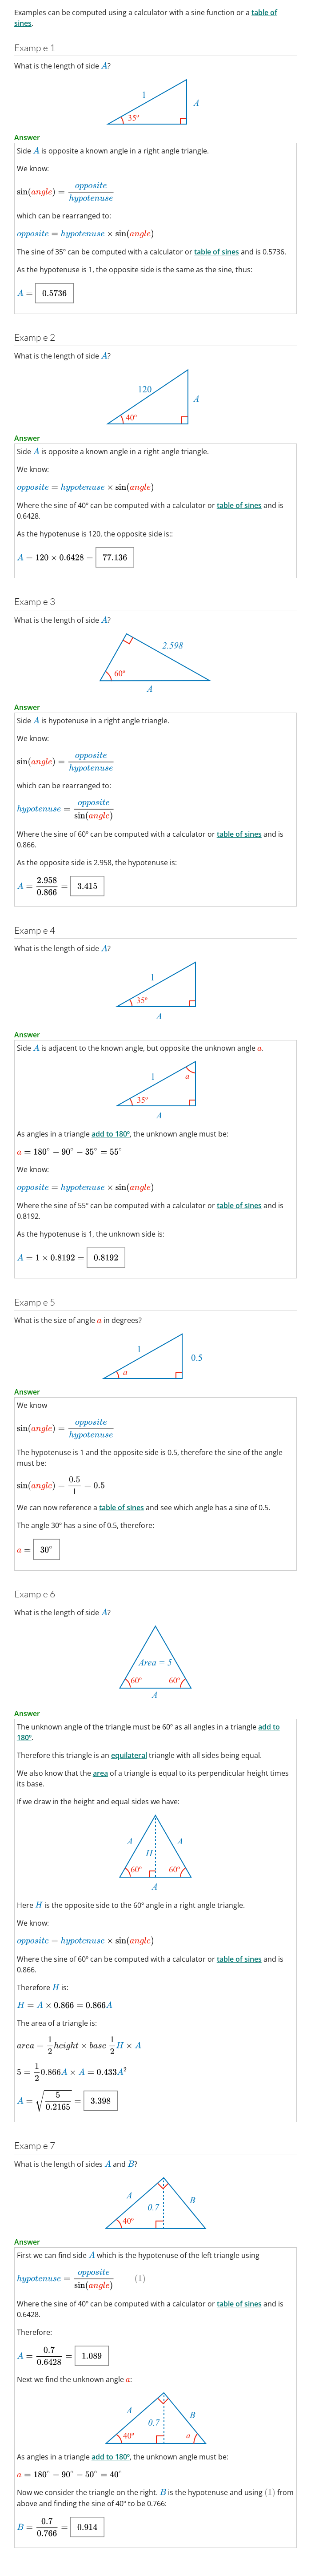 Examples can be computed using a calculator with a sine function or a table of
sines.
Example 1
What is the length of side A?
1
A
35°
Answer
Side A is opposite a known angle in a right angle triangle.
We know:
sin(angle) = opposite / hypotenuse
which can be rearranged to:
opposite = hypotenuse × sin(angle)
The sine of 35° can be computed with a calculator or table of sines and is 0.5736.
As the hypotenuse is 1, the opposite side is the same as the sine, thus:
A = 0.5736
Example 2
What is the length of side A?
120
A
40°
Answer
Side A is opposite a known angle in a right angle triangle.
We know:
opposite = hypotenuse × sin(angle)
Where the sine of 40° can be computed with a calculator or table of sines and is
0.6428.
As the hypotenuse is 120, the opposite side is::
A = 120 × 0.6428 = 77.136
Example 3
What is the length of side A?
2.598
60°
A
Answer
Side A is hypotenuse in a right angle triangle.
We know:
sin(angle) = opposite / hypotenuse
which can be rearranged to:
hypotenuse = opposite / sin(angle)
Where the sine of 60° can be computed with a calculator or table of sines and is
0.866.
As the opposite side is 2.958, the hypotenuse is:
A = 2.958 / 0.866 = 3.415
Example 4
What is the length of side A?
1
35°
A
Answer
Side A is adjacent to the known angle, but opposite the unknown angle a.
1
a
35°
A
As angles in a triangle add to 180°, the unknown angle must be:
a = 180° − 90° − 35° = 55°
We know:
opposite = hypotenuse × sin(angle)
Where the sine of 55° can be computed with a calculator or table of sines and is
0.8192.
As the hypotenuse is 1, the unknown side is:
A = 1 × 0.8192 = 0.8192
Example 5
What is the size of angle a in degrees?
1
0.5
a
Answer
We know
sin(angle) = opposite / hypotenuse
The hypotenuse is 1 and the opposite side is 0.5, therefore the sine of the angle
must be:
sin(angle) = 0.5 / 1 = 0.5
We can now reference a table of sines and see which angle has a sine of 0.5.
The angle 30° has a sine of 0.5, therefore:
a = 30°
Example 6
What is the length of side A?
Area = 5
60° 60°
A
Answer
The unknown angle of the triangle must be 60° as all angles in a triangle add to
180°.
Therefore this triangle is an equilateral triangle with all sides being equal.
We also know that the area of a triangle is equal to its perpendicular height times
its base.
If we draw in the height and equal sides we have:
A A
H
60° 60°
A
Here H is the opposite side to the 60° angle in a right angle triangle.
We know:
opposite = hypotenuse × sin(angle)
Where the sine of 60° can be computed with a calculator or table of sines and is
0.866.
Therefore H is:
H = A × 0.866 = 0.866A
The area of a triangle is:
area = 1/2 height × base 1/2 H × A
5 = 1/2 0.866A × A = 0.433A²
A = √(5 / 0.2165) = 3.398
Example 7
What is the length of sides A and B?
A
B
0.7
40°
Answer
First we can find side A which is the hypotenuse of the left triangle using
hypotenuse = opposite / sin(angle) (1)
Where the sine of 40° can be computed with a calculator or table of sines and is
0.6428.
Therefore:
A = 0.7 / 0.6428 = 1.089
Next we find the unknown angle a:
A
B
0.7
40° a
As angles in a triangle add to 180°, the unknown angle must be:
a = 180° − 90° − 50° = 40°
Now we consider the triangle on the right. B is the hypotenuse and using (1) from
above and finding the sine of 40° to be 0.766:
B = 0.7 / 0.766 = 0.914